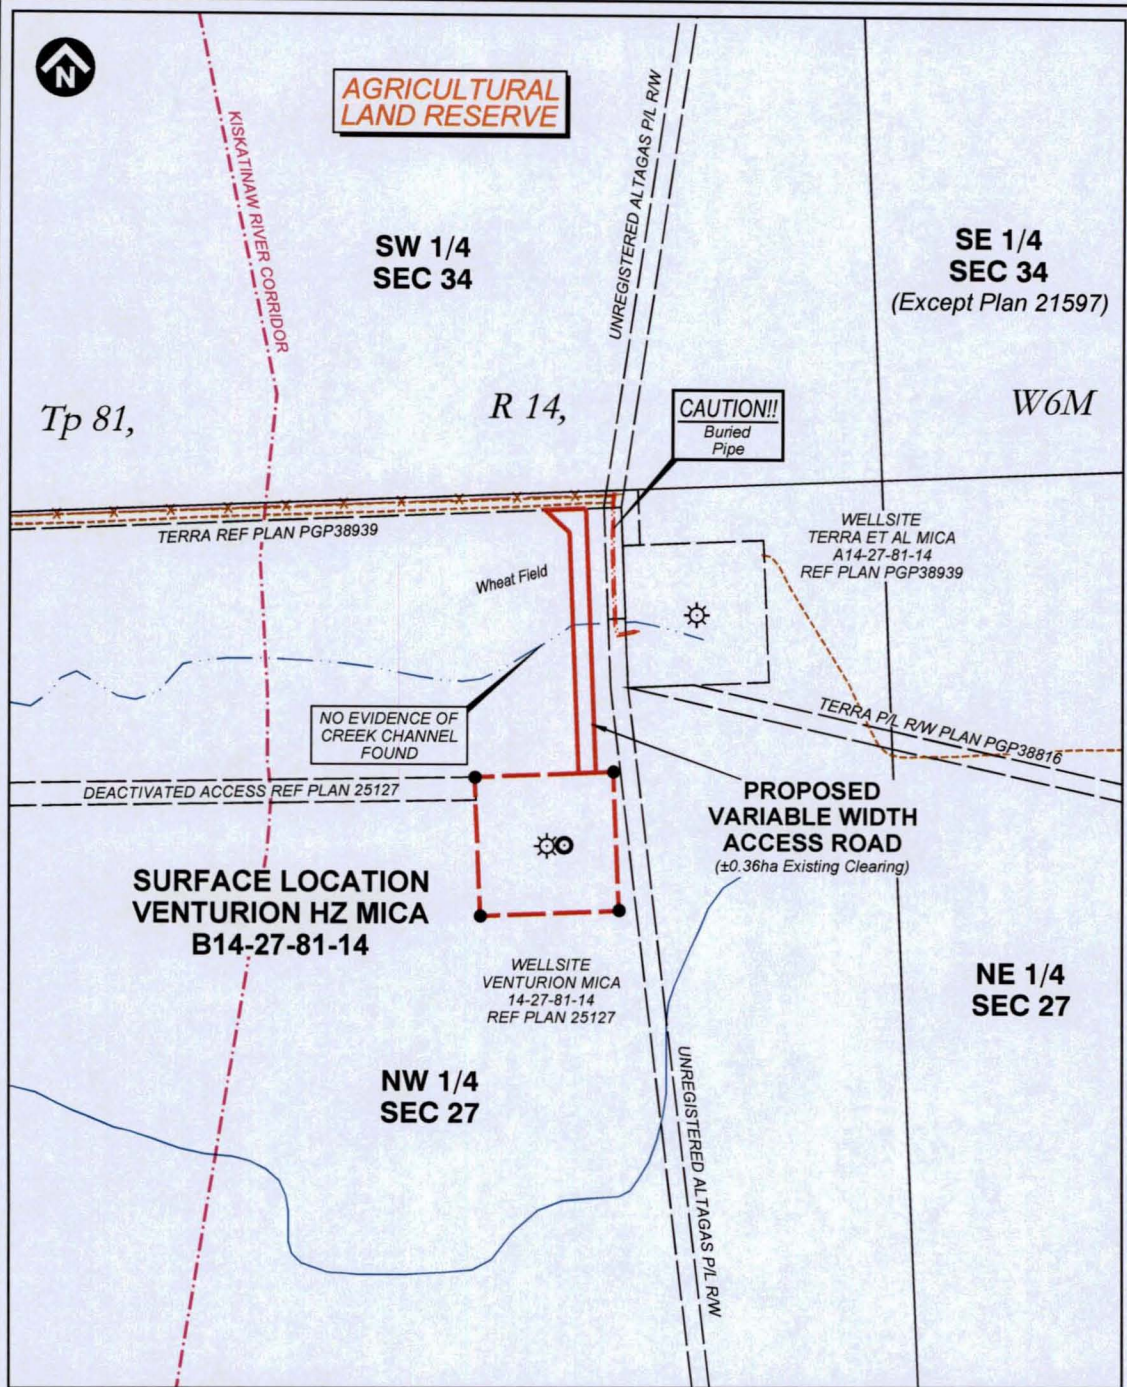 N
AGRICULTURAL
LAND RESERVE
KISKATINAW RIVER CORRIDOR
UNREGISTERED ALTAGAS P/L R/W
SW 1/4
SEC 34
SE 1/4
SEC 34
(Except Plan 21597)
Tp 81,
R 14,
W6M
CAUTION!!
Buried
Pipe
TERRA REF PLAN PGP38939
WELLSITE
TERRA ET AL MICA
A14-27-81-14
REF PLAN PGP38939
Wheat Field
NO EVIDENCE OF
CREEK CHANNEL
FOUND
TERRA P/L R/W PLAN PGP38816
DEACTIVATED ACCESS REF PLAN 25127
PROPOSED
VARIABLE WIDTH
ACCESS ROAD
(±0.36ha Existing Clearing)
SURFACE LOCATION
VENTURION HZ MICA
B14-27-81-14
WELLSITE
VENTURION MICA
14-27-81-14
REF PLAN 25127
NE 1/4
SEC 27
NW 1/4
SEC 27
UNREGISTERED ALTAGAS P/L R/W